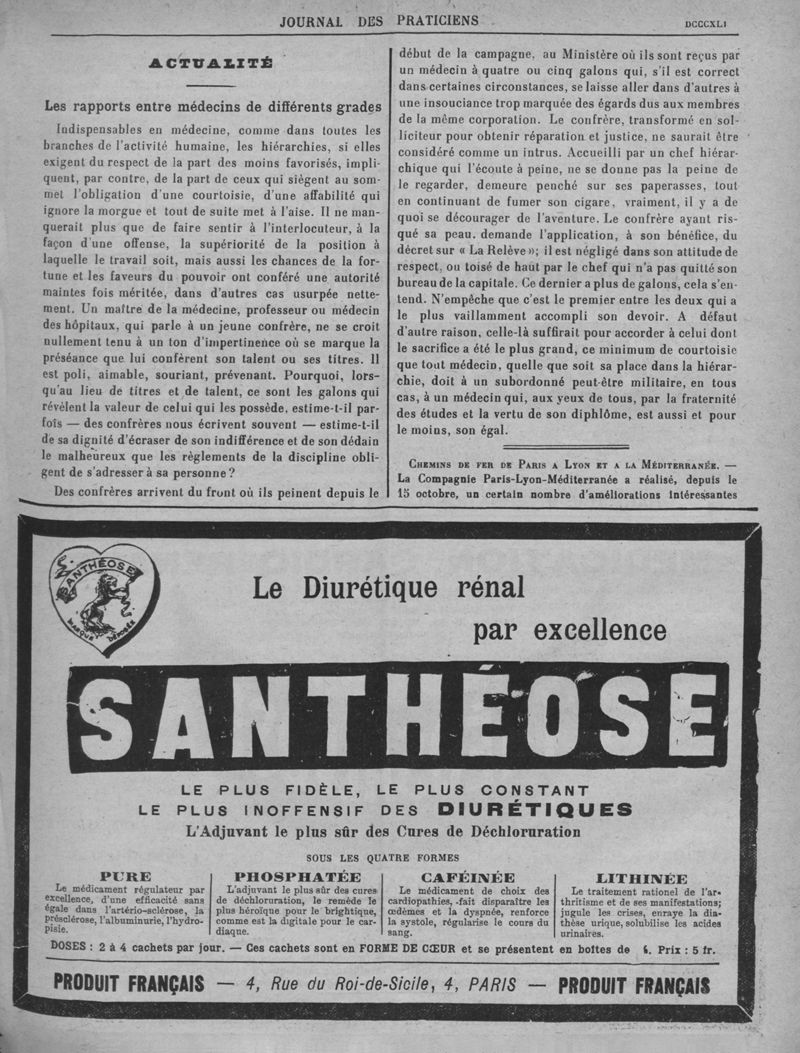 JOURNAL DES PRATICIENS
DCCCXLI
ACTUALITÉ
Les rapports entre médecins de différents grades
Indispensables en médecine, comme dans toutes les
branches de l'activité humaine, les hiérarchies, si elles
exigent du respect de la part des moins favorisés, impli-
quent, par contre, de la part de ceux qui siègent au som-
met l'obligation d'une courtoisie, d'une affabilité qui
ignore la morgue et tout de suite met à l'aise. Il ne man-
querait plus que de faire sentir à l'interlocuteur, à la
façon d'une offense, la supériorité de la position à
laquelle le travail soit, mais aussi les chances de la for-
tune et les faveurs du pouvoir ont conféré une autorité
maintes fois méritée, dans d'autres cas usurpée nette-
ment. Un maître de la médecine, professeur ou médecin
des hôpitaux, qui parle à un jeune confrère, ne se croit
nullement tenu à un ton d'impertinence où se marque la
préséance que lui confèrent son talent ou ses titres. Il
est poli, aimable, souriant, prévenant. Pourquoi, lors-
qu'au lieu de titres et de talent, ce sont les galons qui
révèlent la valeur de celui qui les possède, estime-t-il par-
fois — des confrères nous écrivent souvent — estime-t-il
de sa dignité d'écraser de son indifférence et de son dédain
le malheureux que les règlements de la discipline obli-
gent de s'adresser à sa personne ?
Des confrères arrivent du front où ils peinent depuis le
début de la campagne, au Ministère où ils sont reçus par
un médecin à quatre ou cinq galons qui, s'il est correct
dans certaines circonstances, se laisse aller dans d'autres à
une insouciance trop marquée des égards dus aux membres
de la même corporation. Le confrère, transformé en sol-
liciteur pour obtenir réparation et justice, ne saurait être
considéré comme un intrus. Accueilli par un chef hiérar-
chique qui l'écoute à peine, ne se donne pas la peine de
le regarder, demeure penché sur ses paperasses, tout
en continuant de fumer son cigare, vraiment, il y a de
quoi se décourager de l'aventure. Le confrère ayant ris-
qué sa peau, demande l'application, à son bénéfice, du
décret sur « La Relève »; il est négligé dans son attitude de
respect, ou toisé de haut par le chef qui n'a pas quitté son
bureau de la capitale. Ce dernier a plus de galons, cela s'en-
tend. N'empêche que c'est le premier entre les deux qui a
le plus vaillamment accompli son devoir. A défaut
d'autre raison, celle-là suffirait pour accorder à celui dont
le sacrifice a été le plus grand, ce minimum de courtoisie
que tout médecin, quelle que soit sa place dans la hiérar-
chie, doit à un subordonné peut-être militaire, en tous
cas, à un médecin qui, aux yeux de tous, par la fraternité
des études et la vertu de son diphlôme, est aussi et pour
le moins, son égal.
CHEMINS DE FER DE PARIS A LYON ET A LA MÉDITERRANÉE. —
La Compagnie Paris-Lyon-Méditerranée a réalisé, depuis le
15 octobre, un certain nombre d'améliorations intéressantes
SANTHÉOSE
MARQUE DÉPOSÉE
Le Diurétique rénal
par excellence
SANTHÉOSE
LE PLUS FIDÈLE, LE PLUS CONSTANT
LE PLUS INOFFENSIF DES DIURÉTIQUES
L'Adjuvant le plus sûr des Cures de Déchloruration
SOUS LES QUATRE FORMES
PURE
Le médicament régulateur par
excellence, d'une efficacité sans
égale dans l'artério-sclérose, la
présclérose, l'albuminurie, l'hydro-
pisie.
PHOSPHATÉE
L'adjuvant le plus sûr des cures
de déchloruration, le remède le
plus héroïque pour le brightique,
comme est la digitale pour le car-
diaque.
CAFÉINÉE
Le médicament de choix des
cardiopathies, fait disparaître les
œdèmes et la dyspnée, renforce
la systole, régularise le cours du
sang.
LITHINÉE
Le traitement rationel de l'ar-
thritisme et de ses manifestations;
jugule les crises, enraye la dia-
thèse urique, solubilise les acides
urinaires.
DOSES : 2 à 4 cachets par jour. — Ces cachets sont en FORME DE CŒUR et se présentent en boîtes de Prix : 5 fr.
PRODUIT FRANÇAIS — 4, Rue du Roi-de-Sicile, 4, PARIS — PRODUIT FRANÇAIS